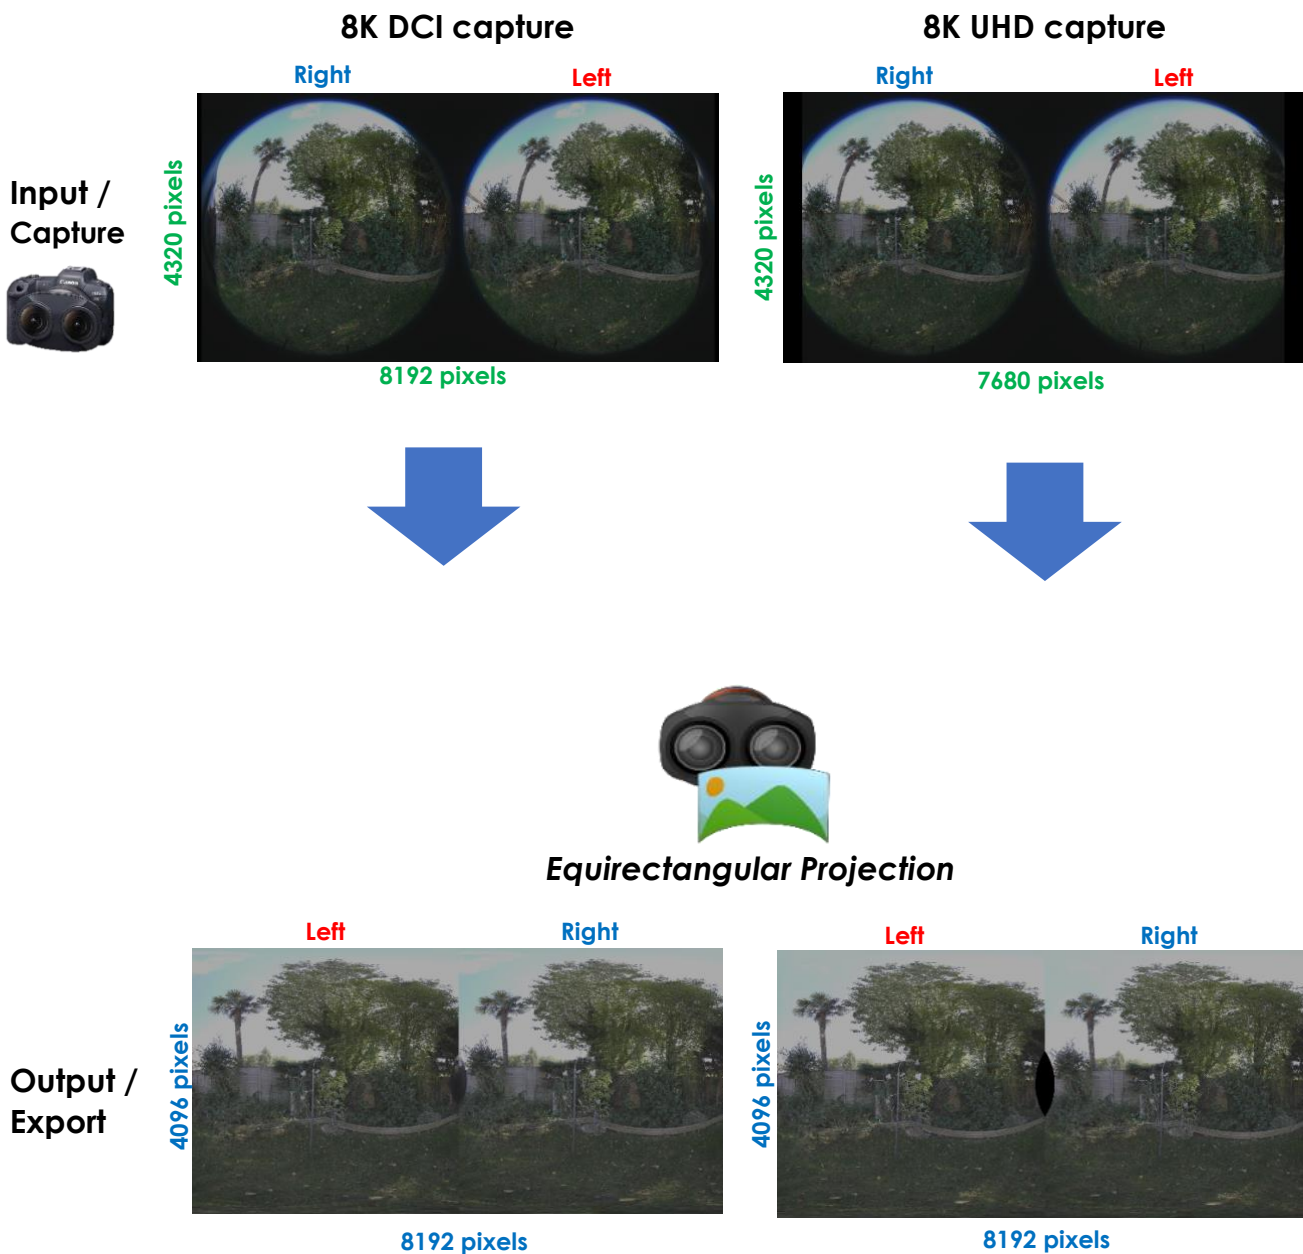 8K DCI capture
8K UHD capture
Right
Left
Right
Left
Input /
Capture
4320 pixels
4320 pixels
Canon
8192 pixels
7680 pixels
Equirectangular Projection
Left
Right
Left
Right
Output /
Export
4096 pixels
4096 pixels
8192 pixels
8192 pixels